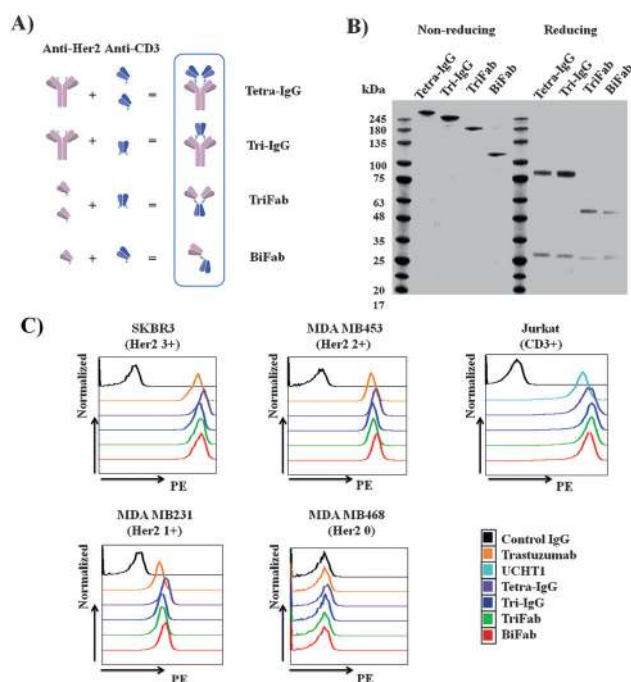 A)
Anti-Her2 Anti-CD3
+ =
Tetra-IgG
+ =
Tri-IgG
+ =
TriFab
+ =
BiFab
B)
Non-reducing Reducing
kDa
Tetra-IgG
Tri-IgG
TriFab
BiFab
Tetra-IgG
Tri-IgG
TriFab
BiFab
245
180
135
100
75
63
48
35
25
20
17
C)
SKBR3
(Her2 3+)
Normalized
PE
MDA MB453
(Her2 2+)
Normalized
PE
Jurkat
(CD3+)
Normalized
PE
MDA MB231
(Her2 1+)
Normalized
PE
MDA MB468
(Her2 0)
Normalized
PE
Control IgG
Trastuzumab
UCHT1
Tetra-IgG
Tri-IgG
TriFab
BiFab